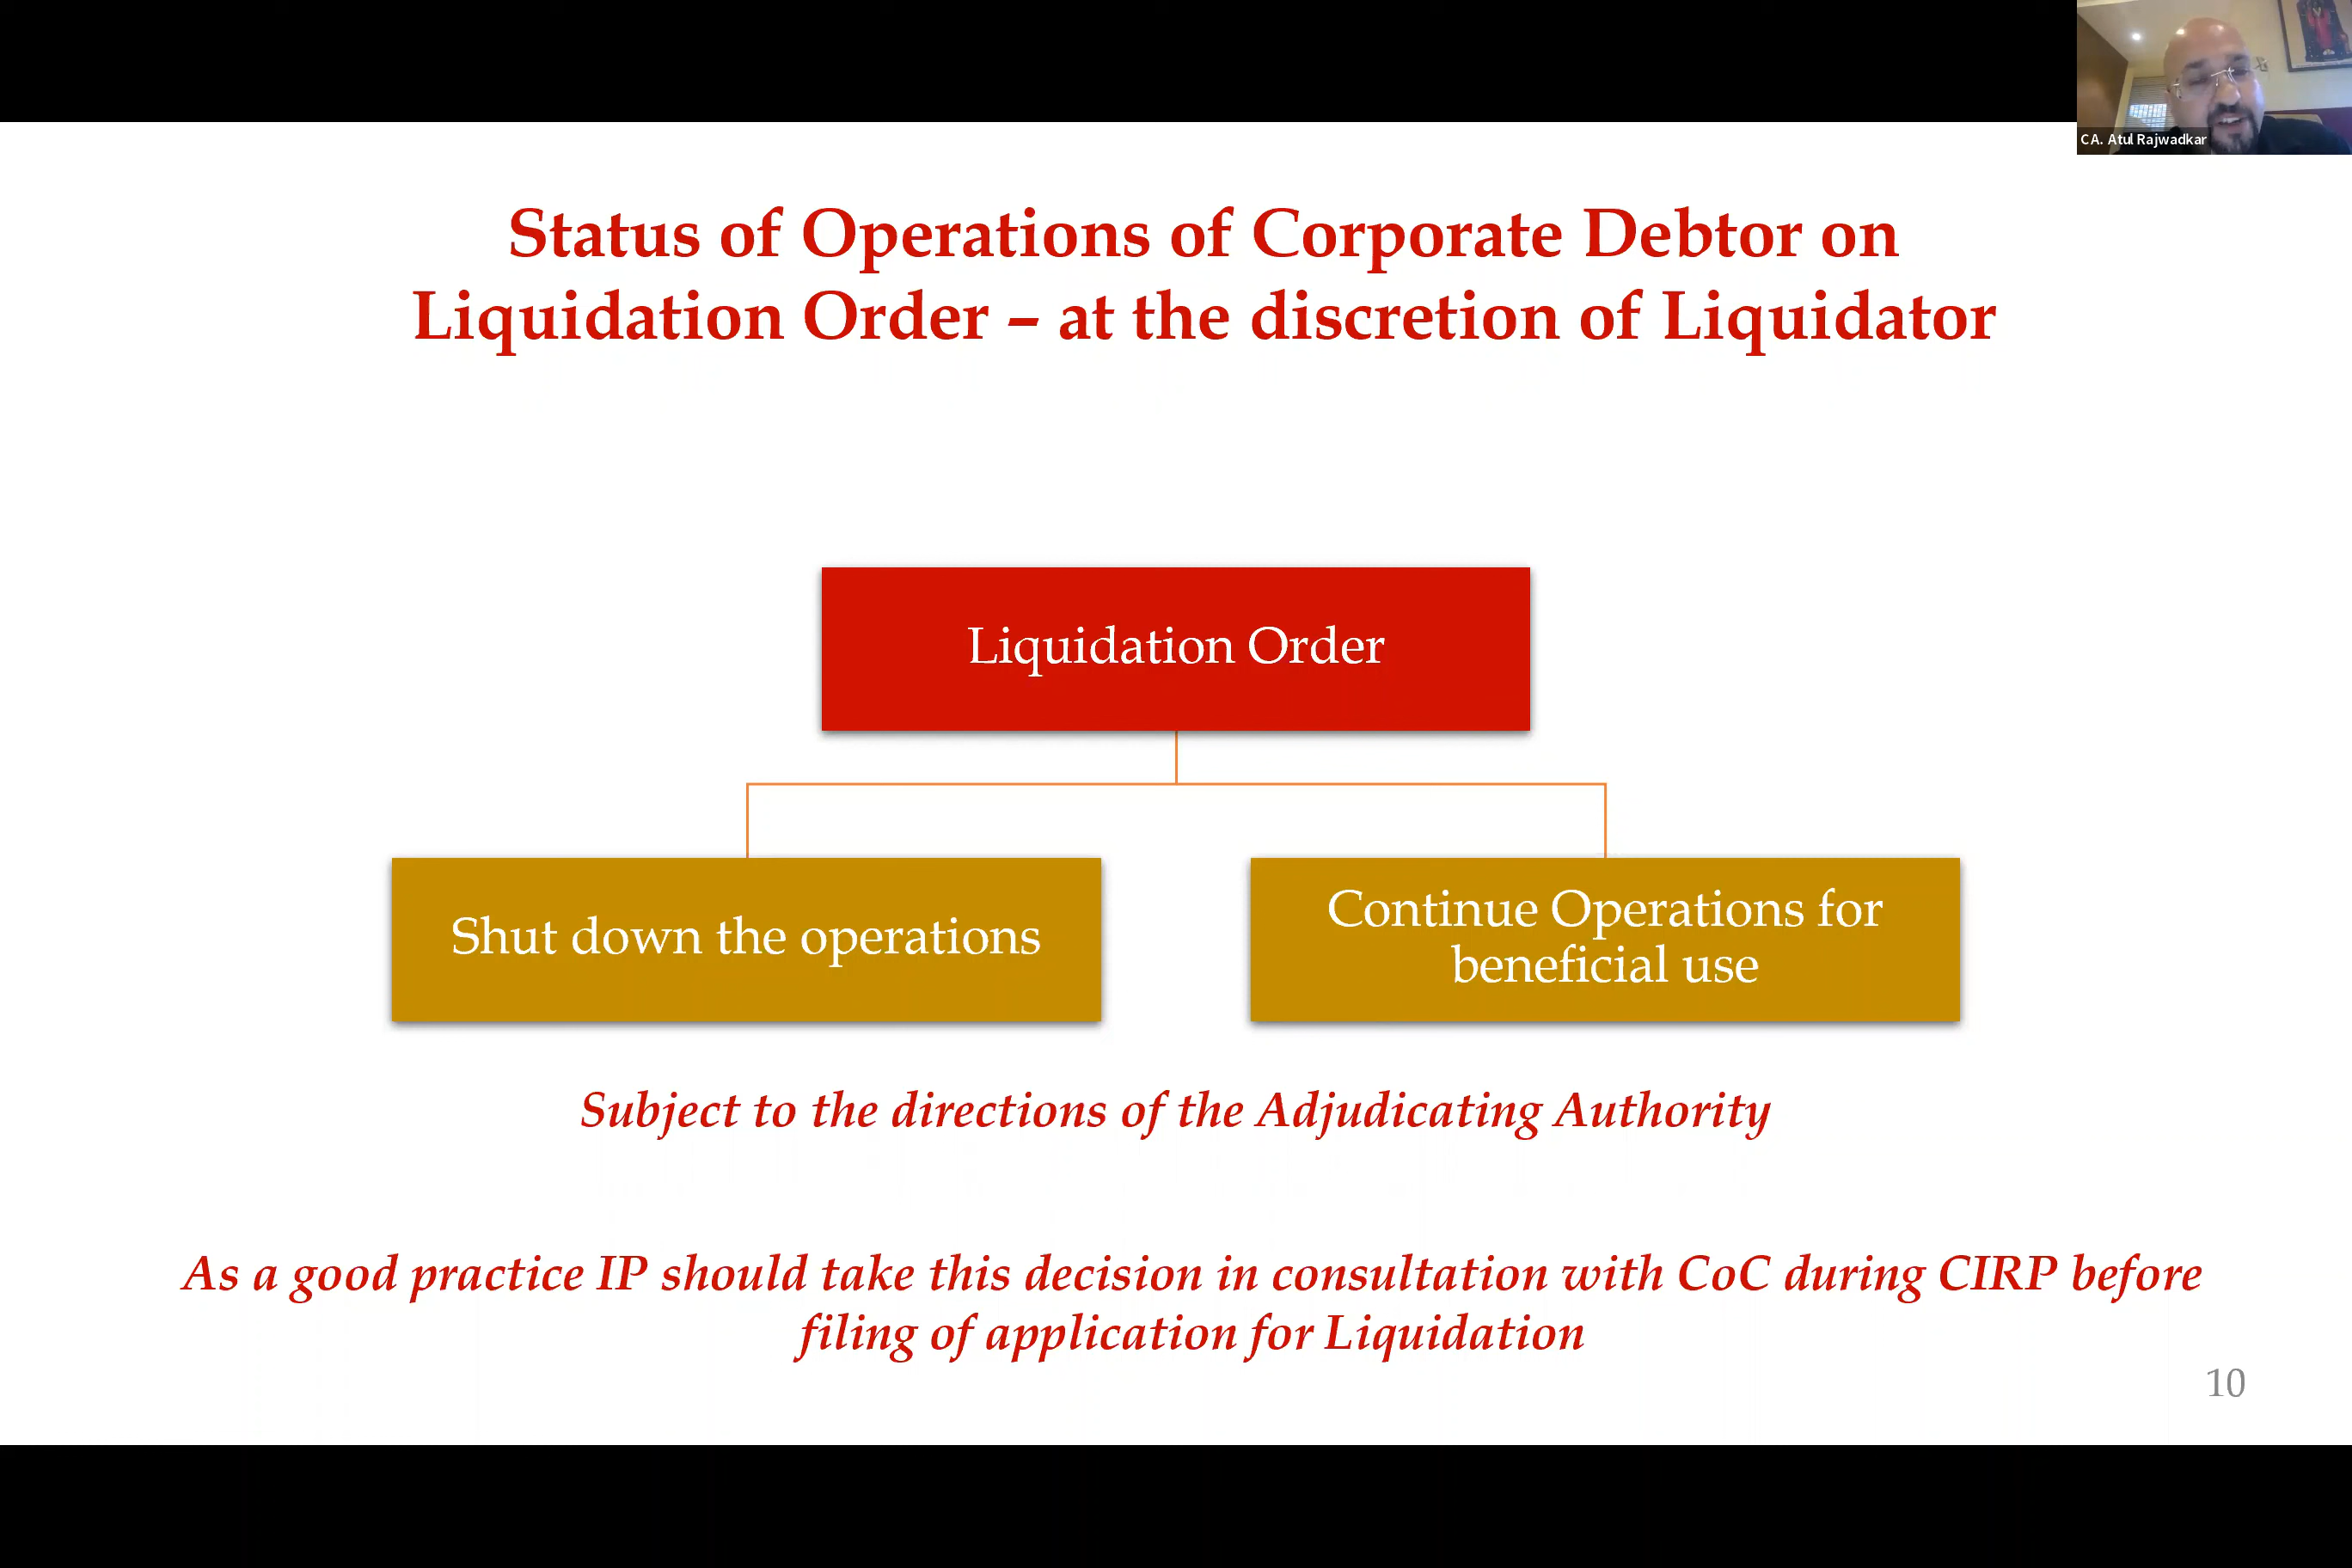 CA. Atul Rajwadkar
Status of Operations of Corporate Debtor on
Liquidation Order – at the discretion of Liquidator
Liquidation Order
Shut down the operations
Continue Operations for
beneficial use
Subject to the directions of the Adjudicating Authority
As a good practice IP should take this decision in consultation with CoC during CIRP before
filing of application for Liquidation
10